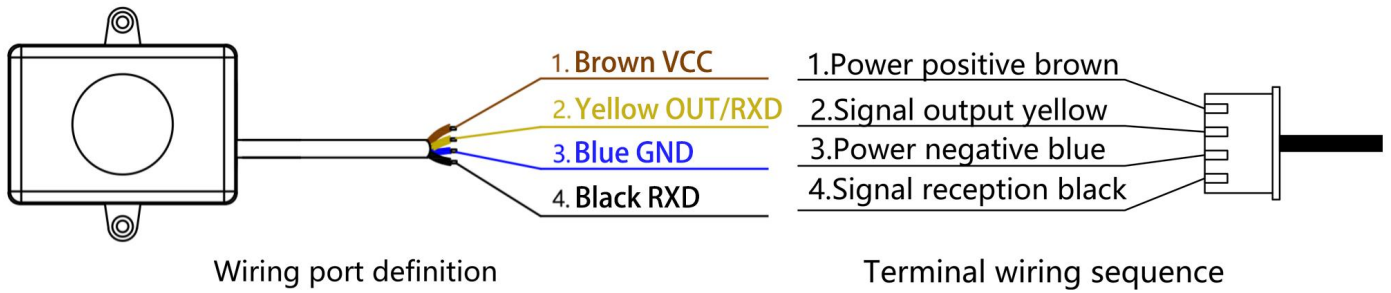 1. Brown VCC
2. Yellow OUT/RXD
3. Blue GND
4. Black RXD
Wiring port definition
1.Power positive brown
2.Signal output yellow
3.Power negative blue
4.Signal reception black
Terminal wiring sequence